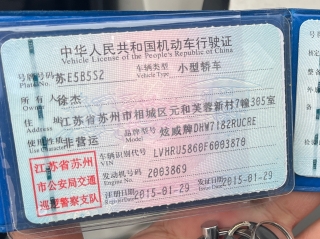 中华人民共和国机动车行驶证
Vehicle License of the People's Republic of China
号牌号码 苏E5B5S2 车辆类型 小型轿车
Plate No. Vehicle Type
所有人 徐杰
Owner
住址 江苏省苏州市相城区元和芙蓉新村7幢305室
Address
使用性质 非营运 品牌型号 炫威牌DHW7182RUCRE
Model
江苏省苏州 车辆识别代号 LVHRU5860F6003870
VIN
市公安局交通 发动机号码 2003869
Engine No.
巡逻警察支队 注册日期 2015-01-29 发证日期 2015-01-29
Issue Date